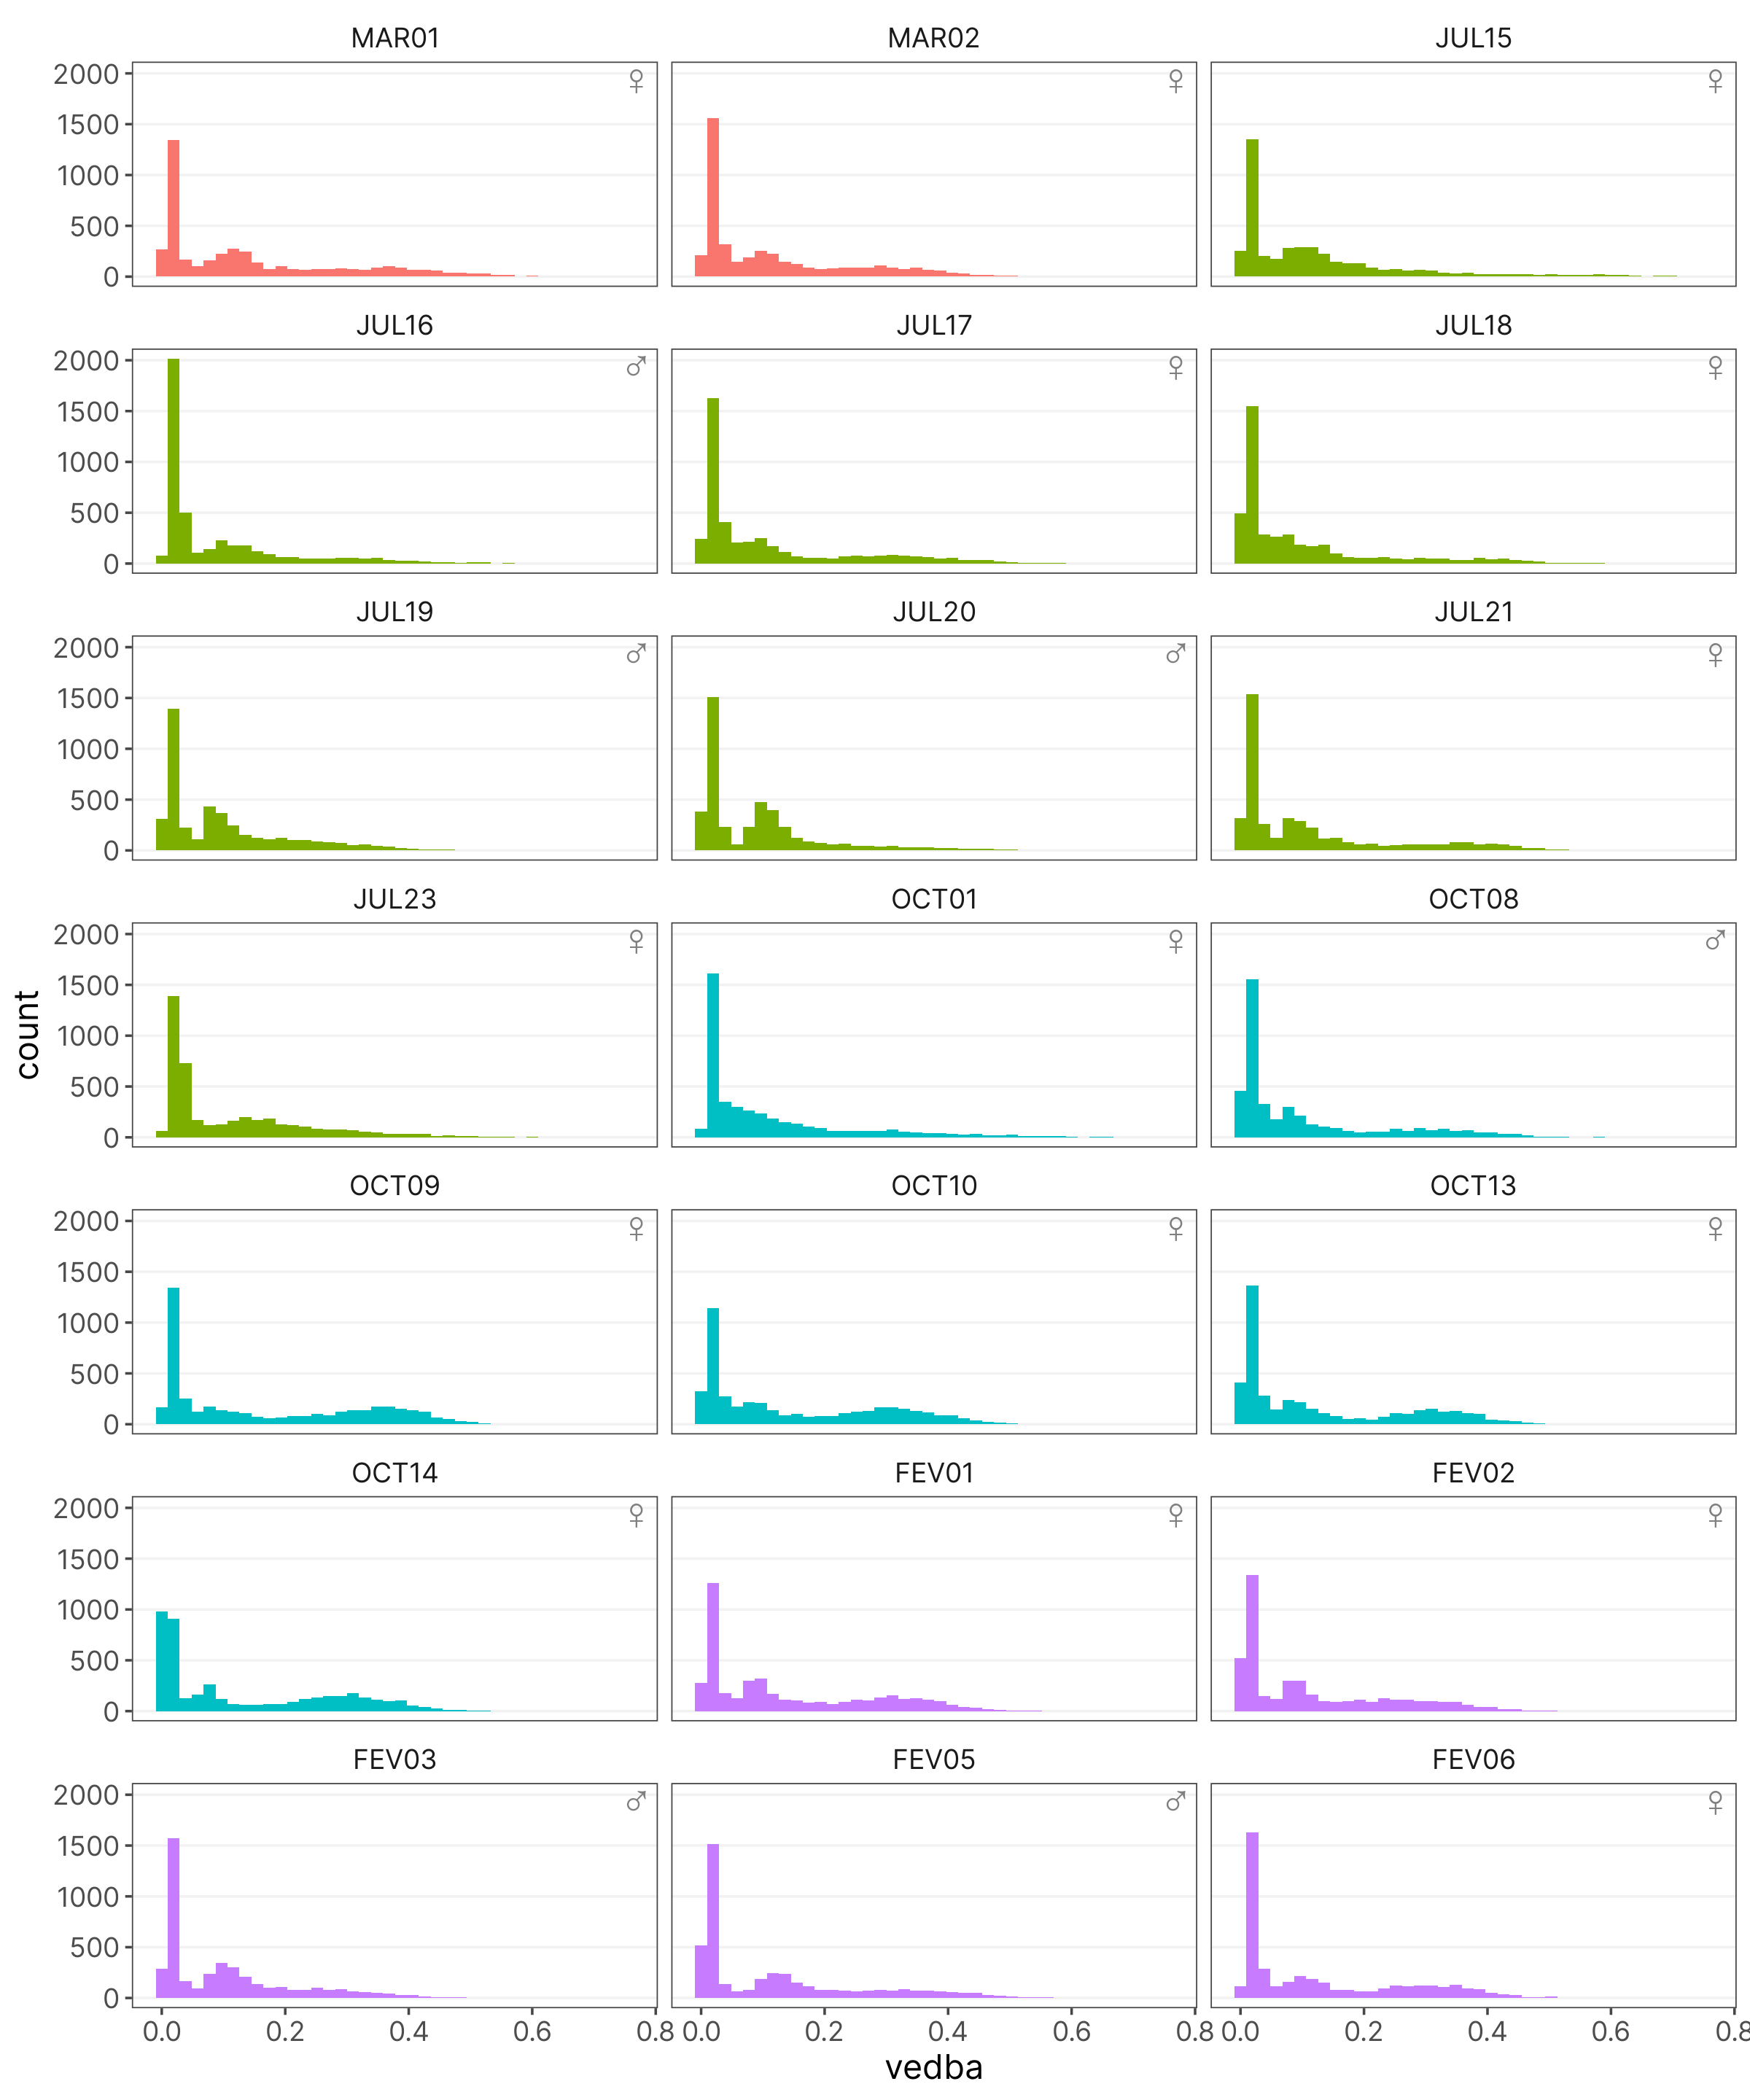 MAR01 MAR02 JUL15
2000 ♀ ♀ ♀
1500
1000
500
0
JUL16 JUL17 JUL18
2000 ♂ ♀ ♀
1500
1000
500
0
JUL19 JUL20 JUL21
2000 ♂ ♂ ♀
1500
1000
500
0
JUL23 OCT01 OCT08
2000 ♀ ♀ ♂
1500
1000
500
0
count
OCT09 OCT10 OCT13
2000 ♀ ♀ ♀
1500
1000
500
0
OCT14 FEV01 FEV02
2000 ♀ ♀ ♀
1500
1000
500
0
FEV03 FEV05 FEV06
2000 ♂ ♂ ♀
1500
1000
500
0
0.0 0.2 0.4 0.6 0.8 0.0 0.2 0.4 0.6 0.8 0.0 0.2 0.4 0.6 0.8
vedba